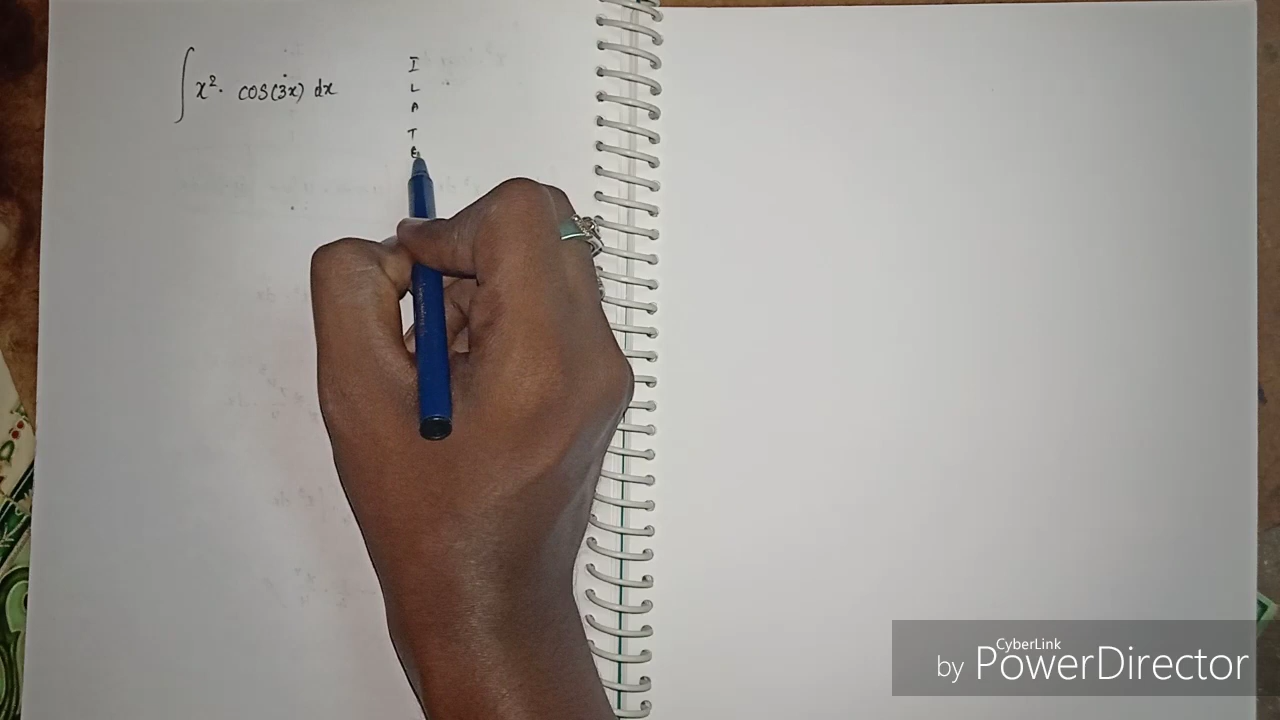 ∫ x². cos(3x) dx
I
L
A
T
E
CyberLink
by PowerDirector